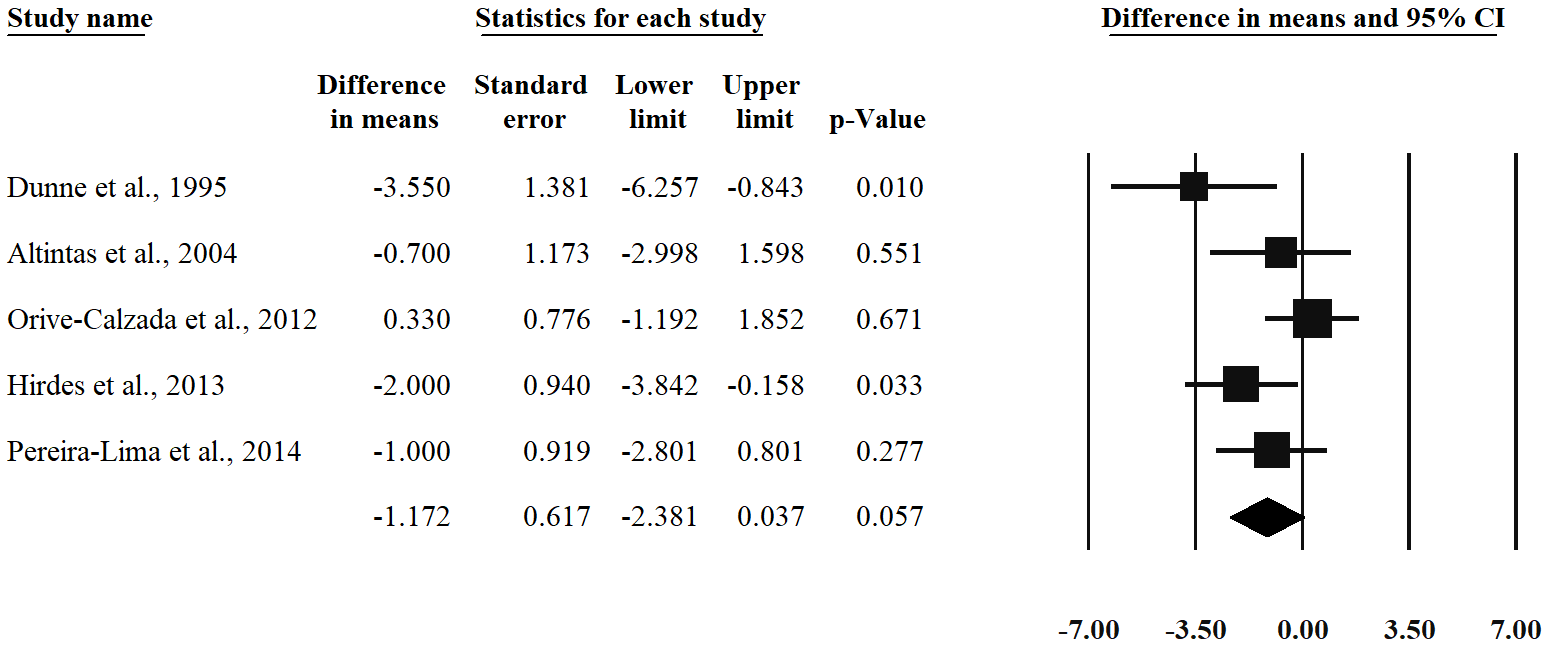 Study name Statistics for each study Difference in means and 95% CI
Difference Standard Lower Upper
in means error limit limit p-Value
Dunne et al., 1995 -3.550 1.381 -6.257 -0.843 0.010
Altintas et al., 2004 -0.700 1.173 -2.998 1.598 0.551
Orive-Calzada et al., 2012 0.330 0.776 -1.192 1.852 0.671
Hirdes et al., 2013 -2.000 0.940 -3.842 -0.158 0.033
Pereira-Lima et al., 2014 -1.000 0.919 -2.801 0.801 0.277
-1.172 0.617 -2.381 0.037 0.057
-7.00 -3.50 0.00 3.50 7.00